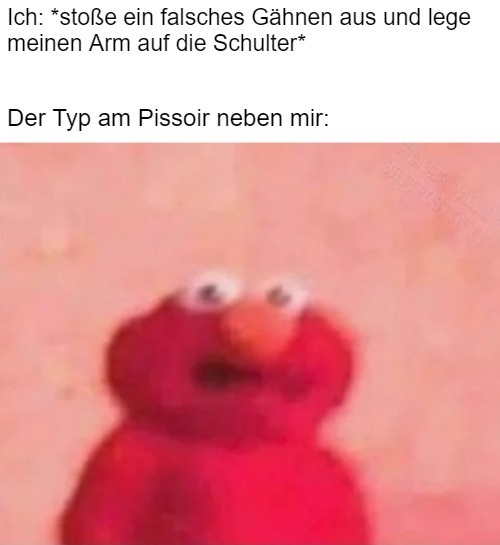 Ich: *stoße ein falsches Gähnen aus und lege
meinen Arm auf die Schulter*
Der Typ am Pissoir neben mir: